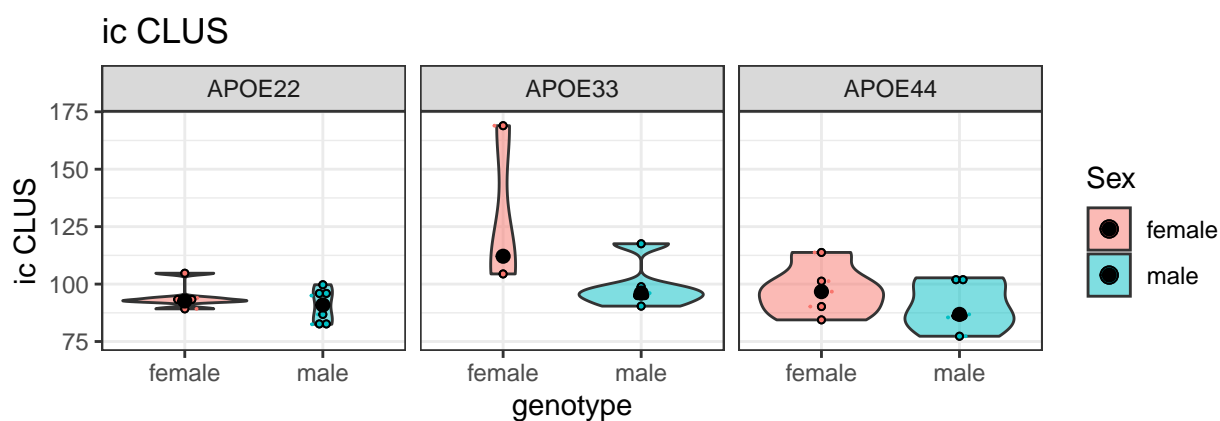 ic CLUS
APOE22 APOE33 APOE44
175
150
125
100
75
ic CLUS
female male female male female male
genotype
Sex
female
male